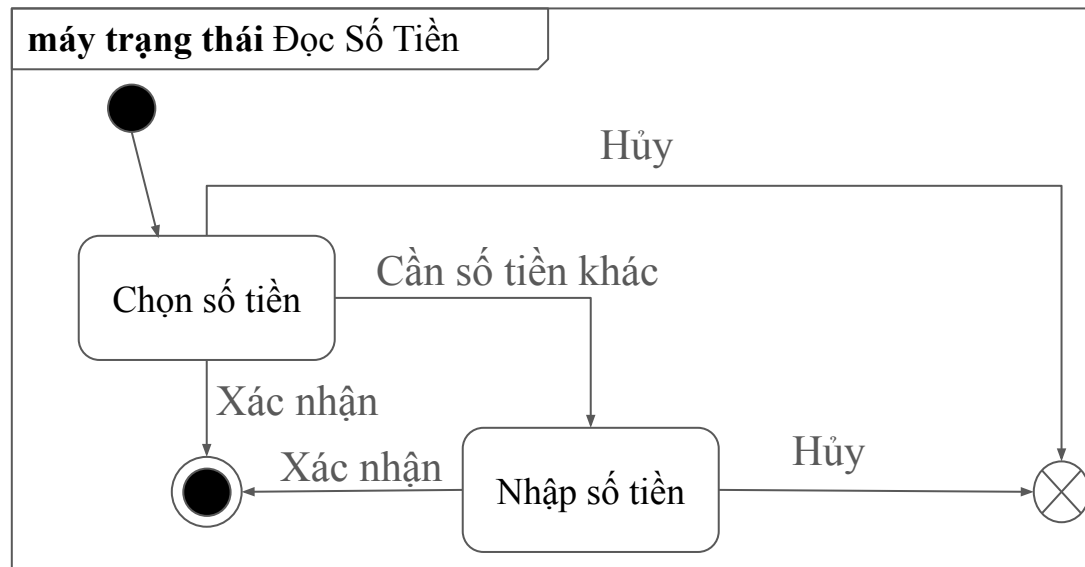 máy trạng thái Đọc Số Tiền
Hủy
Cần số tiền khác
Chọn số tiền
Xác nhận
Xác nhận
Hủy
Nhập số tiền